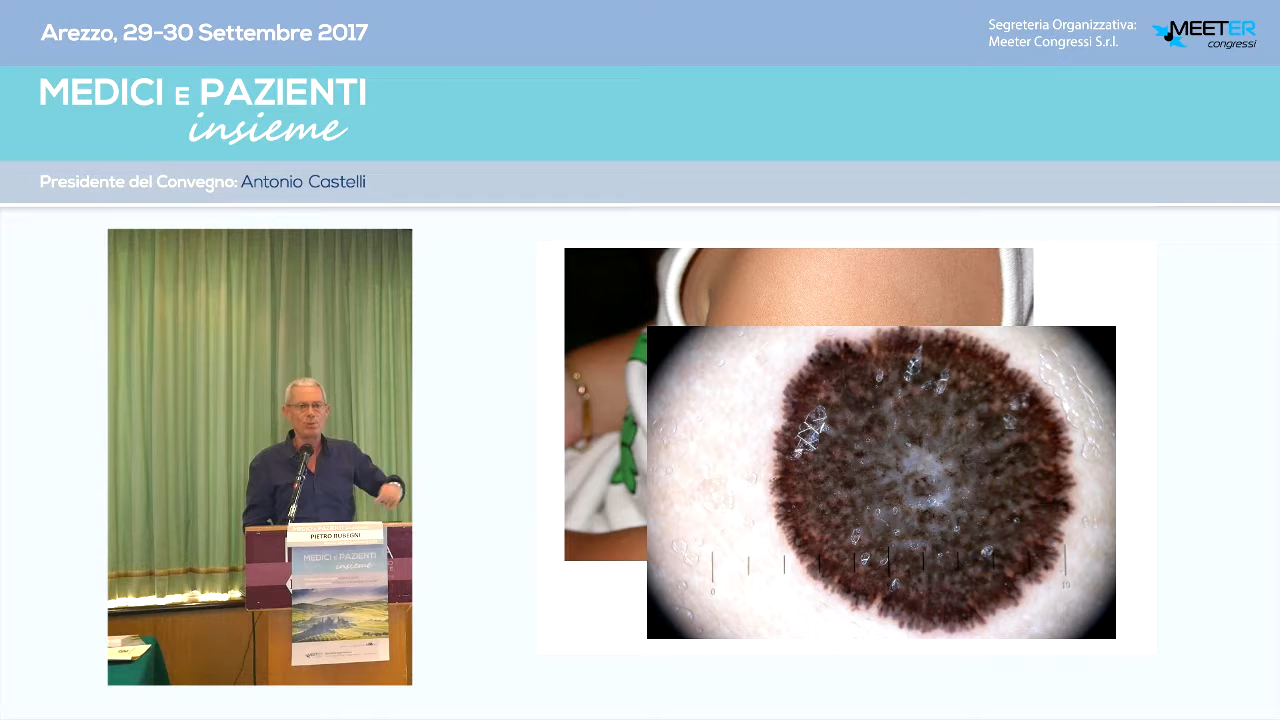 Arezzo, 29-30 Settembre 2017
Segreteria Organizzativa:
Meeter Congressi S.r.l.
MEETER
congressi
MEDICI E PAZIENTI
insieme
Presidente del Convegno: Antonio Castelli
PIETRO RUBEGNI
MEDICI E PAZIENTI
insieme
0